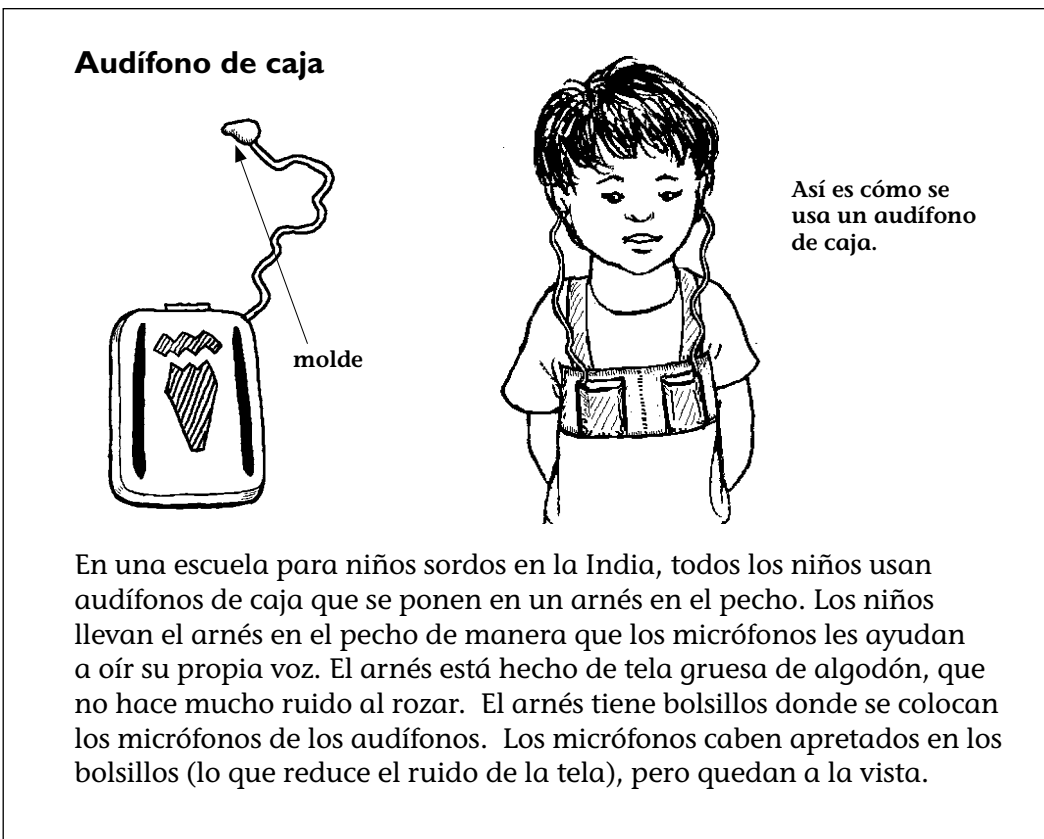 Audífono de caja
Así es cómo se
usa un audífono
de caja.
molde
En una escuela para niños sordos en la India, todos los niños usan
audífonos de caja que se ponen en un arnés en el pecho. Los niños
llevan el arnés en el pecho de manera que los micrófonos les ayudan
a oír su propia voz. El arnés está hecho de tela gruesa de algodón, que
no hace mucho ruido al rozar.  El arnés tiene bolsillos donde se colocan
los micrófonos de los audífonos.  Los micrófonos caben apretados en los
bolsillos (lo que reduce el ruido de la tela), pero quedan a la vista.